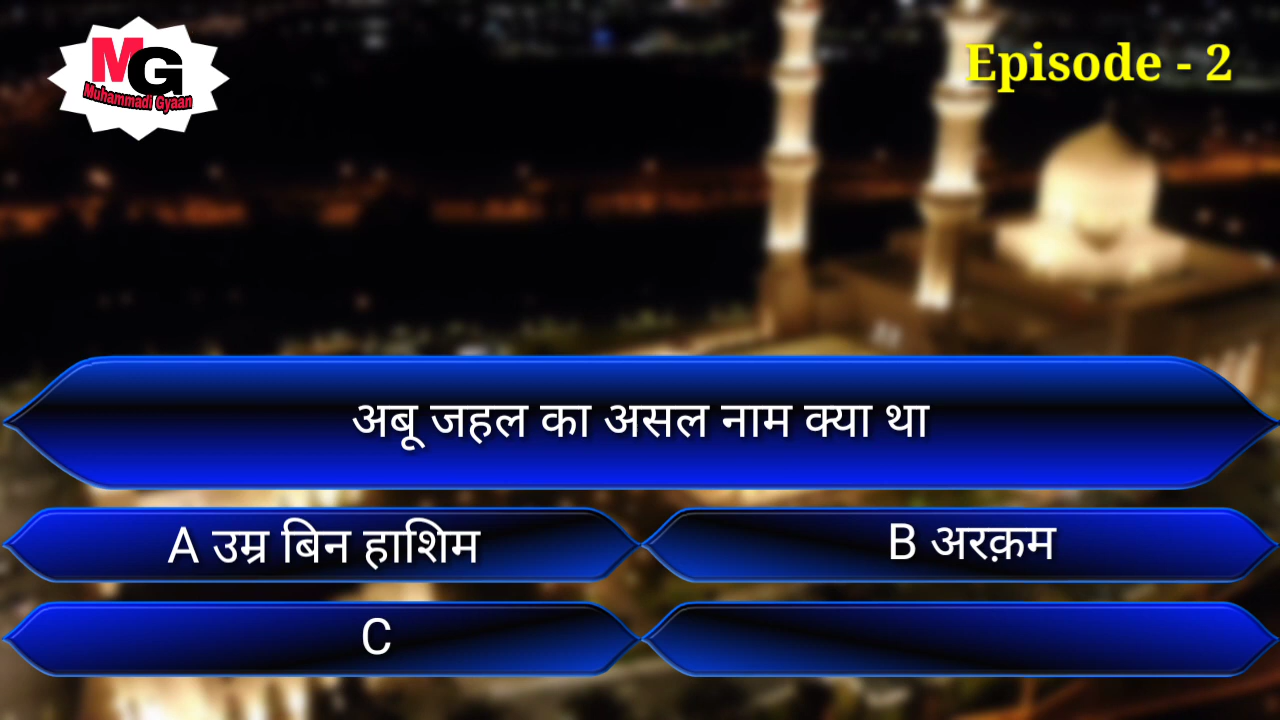 MG
Muhammadi Gyaan
Episode - 2
अबू जहल का असल नाम क्या था
A उम्र बिन हाशिम
B अरक़म
C